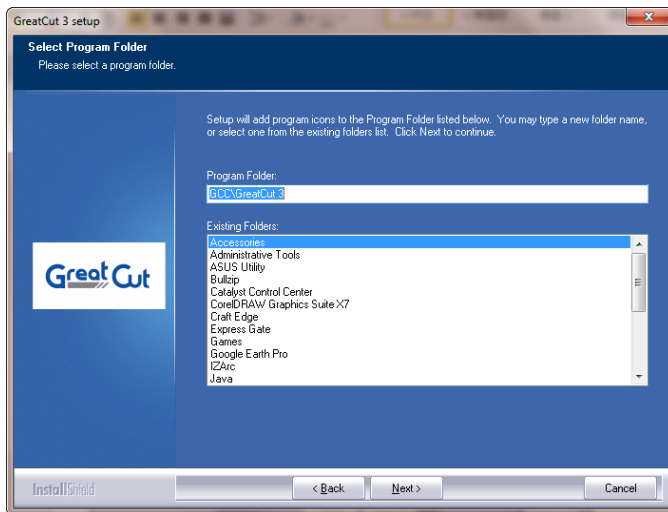 GreatCut 3 setup
Select Program Folder
Please select a program folder.
Setup will add program icons to the Program Folder listed below. You may type a new folder name,
or select one from the existing folders list. Click Next to continue.
Program Folder:
GCC\GreatCut 3
Existing Folders:
Accessories
Administrative Tools
ASUS Utility
Bullzip
Catalyst Control Center
CorelDRAW Graphics Suite X7
Craft Edge
Express Gate
Games
Google Earth Pro
IZArc
Java
Great Cut
InstallShield
< Back
Next >
Cancel